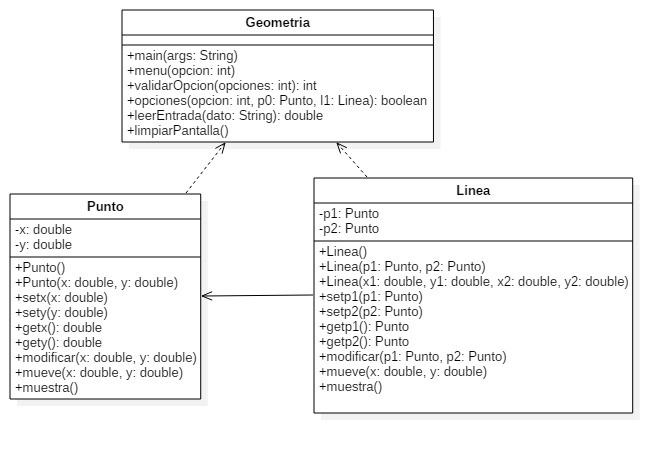 Geometria
+main(args: String)
+menu(opcion: int)
+validarOpcion(opciones: int): int
+opciones(opcion: int, p0: Punto, l1: Linea): boolean
+leerEntrada(dato: String): double
+limpiarPantalla()
Punto
-x: double
-y: double
+Punto()
+Punto(x: double, y: double)
+setx(x: double)
+sety(y: double)
+getx(): double
+gety(): double
+modificar(x: double, y: double)
+mueve(x: double, y: double)
+muestra()
Linea
-p1: Punto
-p2: Punto
+Linea()
+Linea(p1: Punto, p2: Punto)
+Linea(x1: double, y1: double, x2: double, y2: double)
+setp1(p1: Punto)
+setp2(p2: Punto)
+getp1(): Punto
+getp2(): Punto
+modificar(p1: Punto, p2: Punto)
+mueve(x: double, y: double)
+muestra()